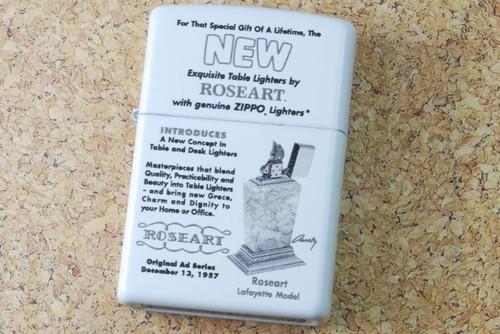 For That Special Gift Of A Lifetime, The
NEW
Exquisite Table Lighters by
ROSEART.
with genuine ZIPPO® Lighters*
INTRODUCES
A New Concept In
Table and Desk Lighters
Masterpieces that blend
Quality, Practicability and
Beauty into Table Lighters
– and bring new Grace,
Charm and Dignity to
your Home or Office.
ROSEART
Original Ad Series
December 13, 1957
Roseart
Lafayette Model